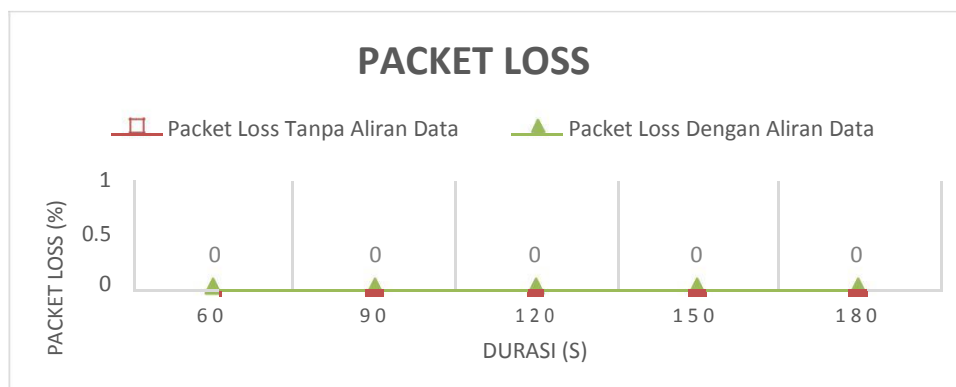 PACKET LOSS
Packet Loss Tanpa Aliran Data Packet Loss Dengan Aliran Data
PACKET LOSS (%)
1
0.5
0
0 0 0 0 0
60 90 120 150 180
DURASI (S)